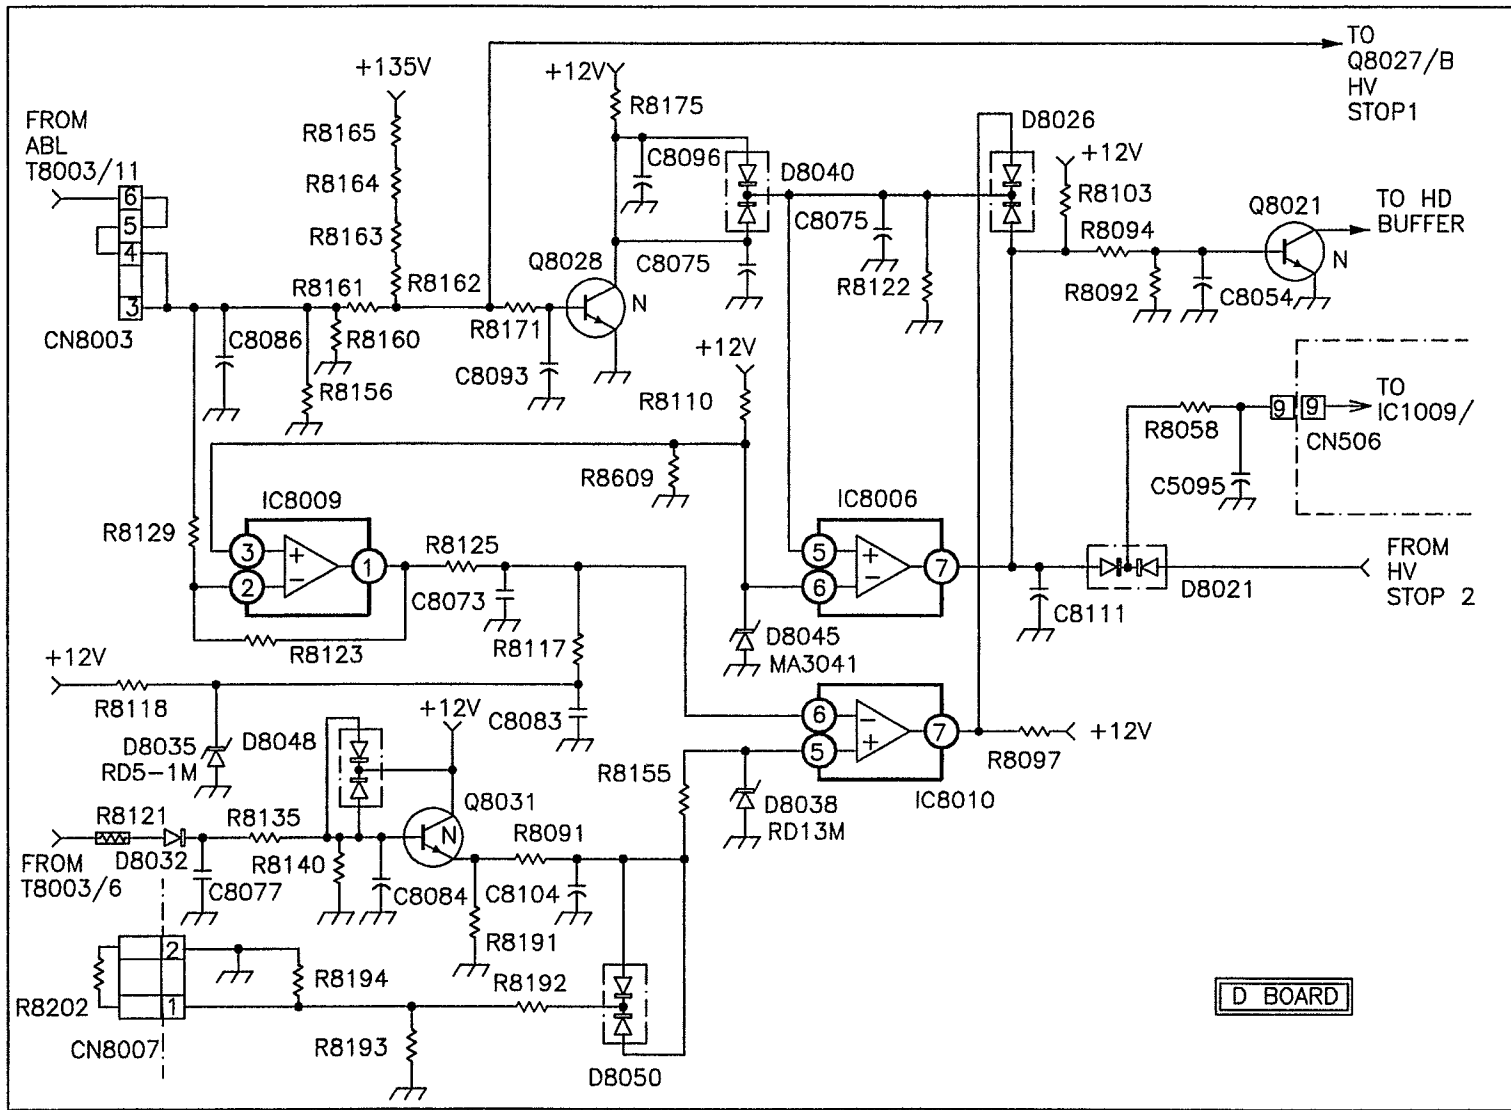 TO
Q8027/B
HV
STOP1
+135V
+12V
R8175
D8026
FROM
ABL
T8003/11
R8165
C8096
D8040
+12V
R8103
6
R8164
5
C8075
R8094
Q8021
TO HD
BUFFER
4
R8163
Q8028
C8075
N
R8161
R8162
N
R8122
R8092
C8054
3
CN8003
C8086
R8160
R8171
+12V
R8156
C8093
R8110
TO
IC1009/
9
9
R8058
CN506
R8609
C5095
IC8009
IC8006
R8129
R8125
3
+
1
2
−
5
+
7
6
−
FROM
HV
STOP 2
C8073
D8021
C8111
R8123
R8117
D8045
MA3041
+12V
R8118
+12V
C8083
6
−
7
5
+
+12V
R8097
D8035
RD5-1M
D8048
R8155
D8038
RD13M
IC8010
R8121
R8135
Q8031
N
R8091
FROM
T8003/6
D8032
R8140
C8077
C8084
C8104
R8191
2
R8194
R8192
R8202
1
D BOARD
CN8007
R8193
D8050